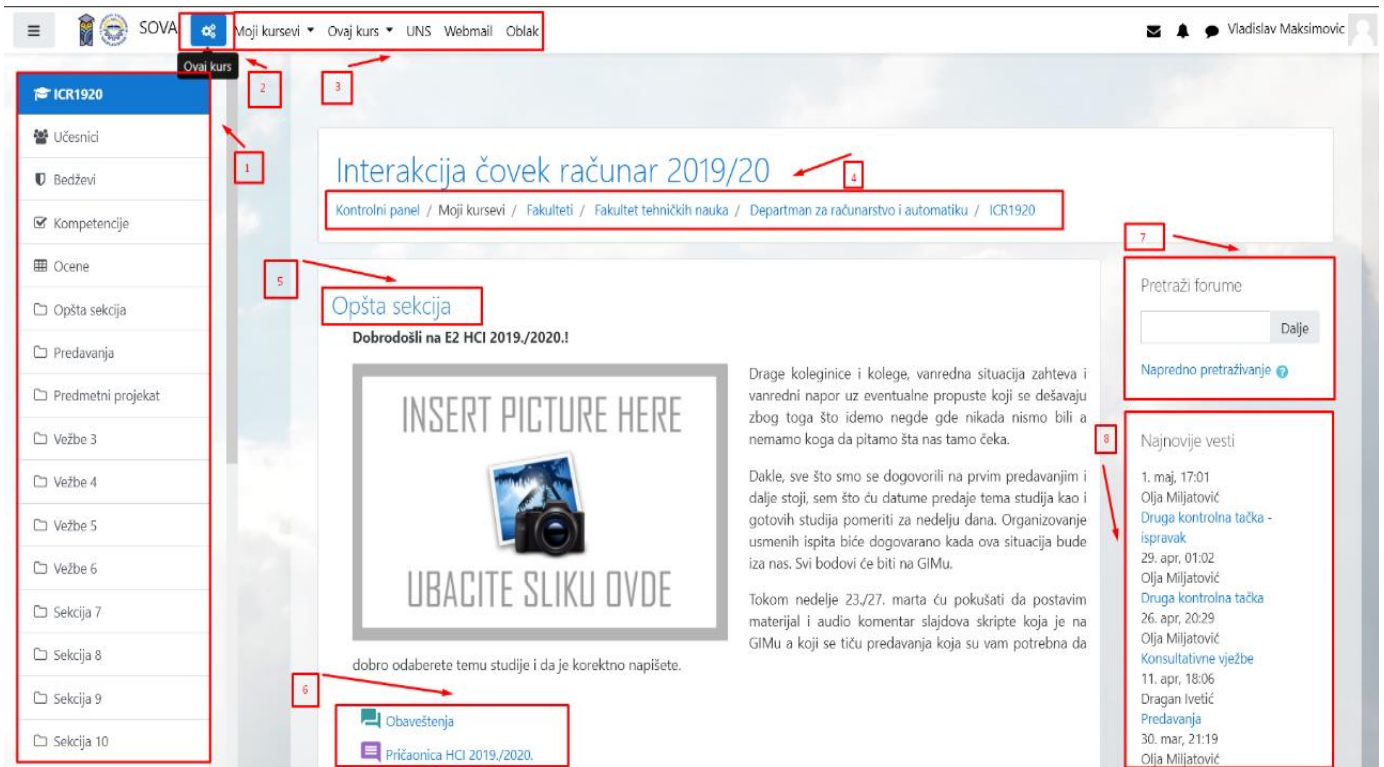 SOVA
Moji kursevi
Ovaj kurs
UNS
Webmail
Oblak
Vladislav Maksimovic
Ovaj kurs
2
3
ICR1920
Učesnici
Bedževi
Kompetencije
Ocene
Opšta sekcija
Predavanja
Predmetni projekat
Vežbe 3
Vežbe 4
Vežbe 5
Vežbe 6
Sekcija 7
Sekcija 8
Sekcija 9
Sekcija 10
1
Interakcija čovek računar 2019/20
4
Kontrolni panel / Moji kursevi / Fakulteti / Fakultet tehničkih nauka / Departman za računarstvo i automatiku / ICR1920
5
Opšta sekcija
Dobrodošli na E2 HCI 2019./2020.!
INSERT PICTURE HERE
UBACITE SLIKU OVDE
Drage koleginice i kolege, vanredna situacija zahteva i
vanredni napor uz eventualne propuste koji se dešavaju
zbog toga što idemo negde gde nikada nismo bili a
nemamo koga da pitamo šta nas tamo čeka.
Dakle, sve što smo se dogovorili na prvim predavanjim i
dalje stoji, sem što ću datume predaje tema studija kao i
gotovih studija pomeriti za nedelju dana. Organizovanje
usmenih ispita biće dogovarano kada ova situacija bude
iza nas. Svi bodovi će biti na GIMu.
Tokom nedelje 23./27. marta ću pokušati da postavim
materijal i audio komentar slajdova skripte koja je na
GIMu a koji se tiču predavanja koja su vam potrebna da
dobro odaberete temu studije i da je korektno napišete.
6
Obaveštenja
Pričaonica HCI 2019./2020.
7
Pretraži forume
Dalje
Napredno pretraživanje
8
Najnovije vesti
1. maj, 17:01
Olja Miljatović
Druga kontrolna tačka -
ispravak
29. apr, 01:02
Olja Miljatović
Druga kontrolna tačka
26. apr, 20:29
Olja Miljatović
Konsultativne vježbe
11. apr, 18:06
Dragan Ivetić
Predavanja
30. mar, 21:19
Olja Miljatović